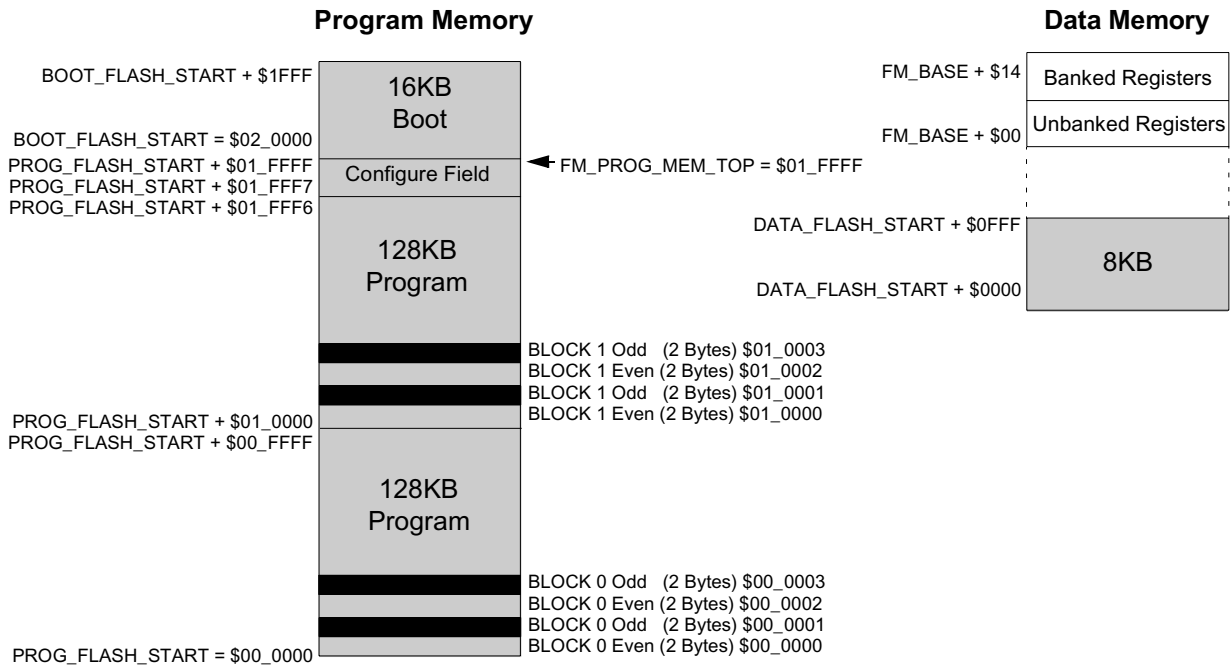 Program Memory
Data Memory
BOOT_FLASH_START + $1FFF
16KB
Boot
BOOT_FLASH_START = $02_0000
PROG_FLASH_START + $01_FFFF
PROG_FLASH_START + $01_FFF7
PROG_FLASH_START + $01_FFF6
Configure Field
FM_PROG_MEM_TOP = $01_FFFF
128KB
Program
BLOCK 1 Odd (2 Bytes) $01_0003
BLOCK 1 Even (2 Bytes) $01_0002
BLOCK 1 Odd (2 Bytes) $01_0001
BLOCK 1 Even (2 Bytes) $01_0000
PROG_FLASH_START + $01_0000
PROG_FLASH_START + $00_FFFF
128KB
Program
BLOCK 0 Odd (2 Bytes) $00_0003
BLOCK 0 Even (2 Bytes) $00_0002
BLOCK 0 Odd (2 Bytes) $00_0001
BLOCK 0 Even (2 Bytes) $00_0000
PROG_FLASH_START = $00_0000
FM_BASE + $14
Banked Registers
Unbanked Registers
FM_BASE + $00
DATA_FLASH_START + $0FFF
8KB
DATA_FLASH_START + $0000